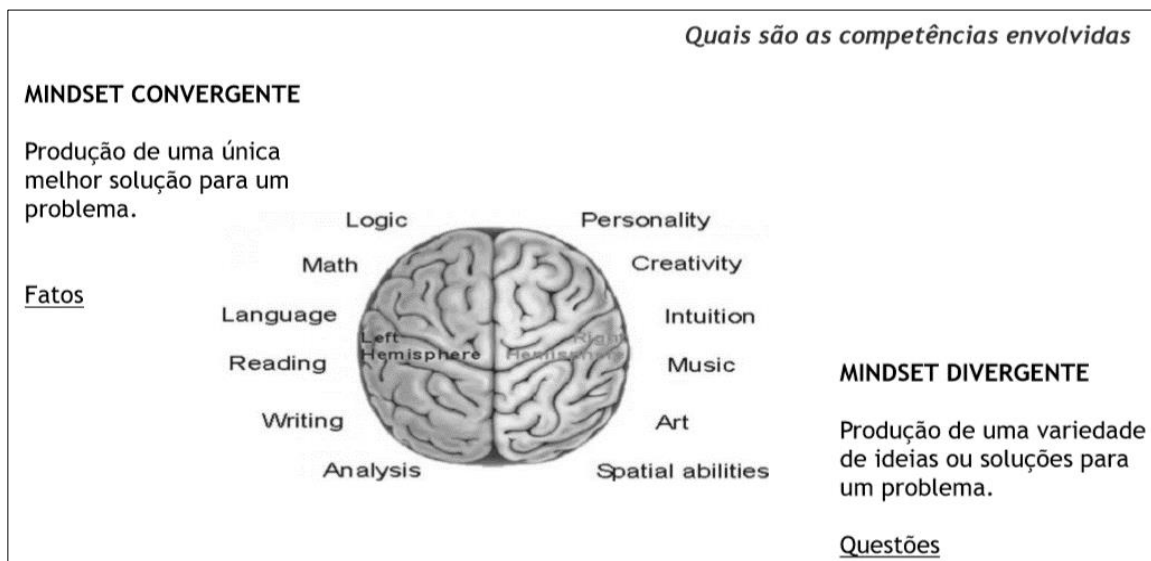 Quais são as competências envolvidas
MINDSET CONVERGENTE
Produção de uma única
melhor solução para um
problema.
Fatos
Logic
Math
Language
Reading
Writing
Analysis
Left
Hemisphere
Right
Hemisphere
Personality
Creativity
Intuition
Music
Art
Spatial abilities
MINDSET DIVERGENTE
Produção de uma variedade
de ideias ou soluções para
um problema.
Questões